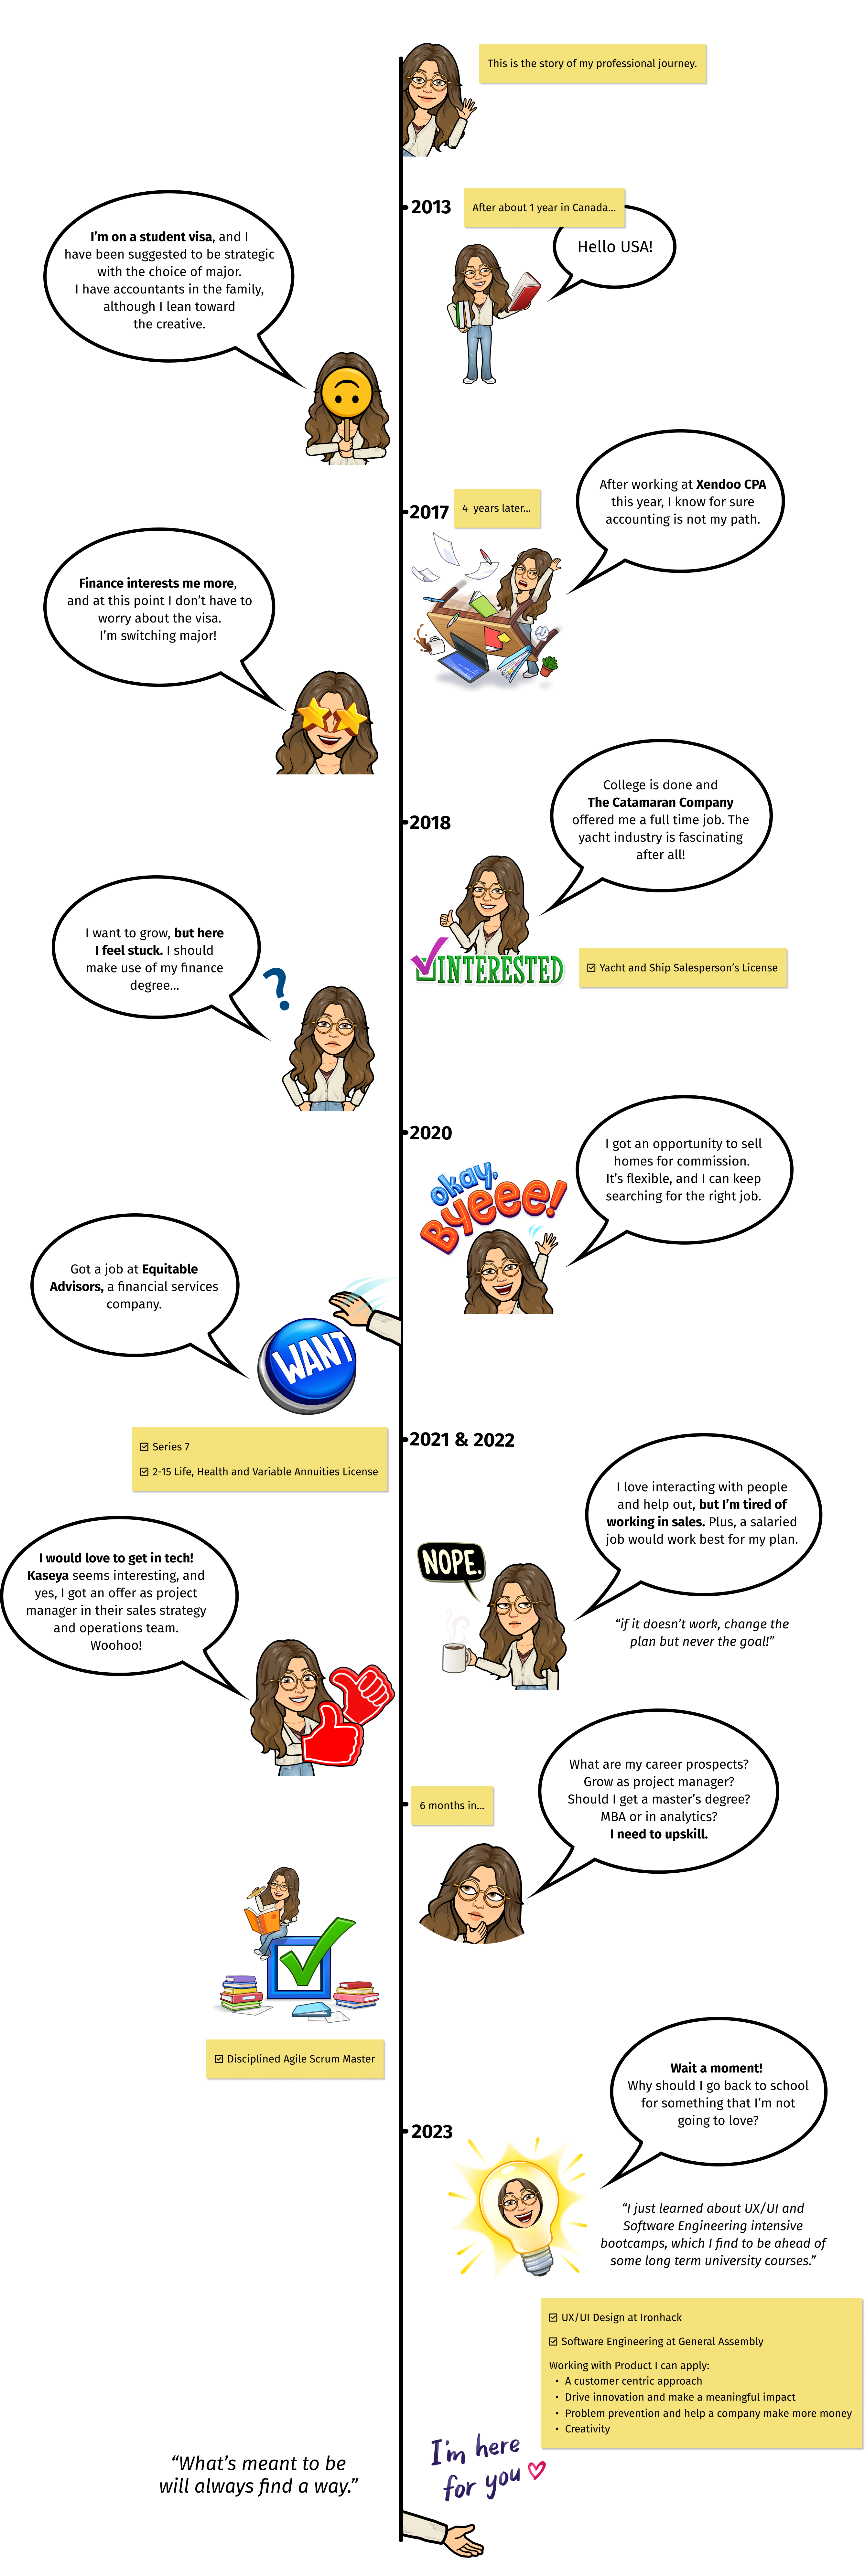 This is the story of my professional journey.
2013
After about 1 year in Canada...
Hello USA!
I'm on a student visa, and I
have been suggested to be strategic
with the choice of major.
I have accountants in the family,
although I lean toward
the creative.
2017
4 years later...
After working at Xendoo CPA
this year, I know for sure
accounting is not my path.
Finance interests me more,
and at this point I don't have to
worry about the visa.
I'm switching major!
2018
College is done and
The Catamaran Company
offered me a full time job. The
yacht industry is fascinating
after all!
INTERESTED
☑ Yacht and Ship Salesperson's License
I want to grow, but here
I feel stuck. I should
make use of my finance
degree...
?
2020
I got an opportunity to sell
homes for commission.
It's flexible, and I can keep
searching for the right job.
okay,
Byeee!
Got a job at Equitable
Advisors, a financial services
company.
WANT
☑ Series 7
☑ 2-15 Life, Health and Variable Annuities License
2021 & 2022
I love interacting with people
and help out, but I'm tired of
working in sales. Plus, a salaried
job would work best for my plan.
NOPE.
"if it doesn't work, change the
plan but never the goal!"
I would love to get in tech!
Kaseya seems interesting, and
yes, I got an offer as project
manager in their sales strategy
and operations team.
Woohoo!
6 months in...
What are my career prospects?
Grow as project manager?
Should I get a master's degree?
MBA or in analytics?
I need to upskill.
☑ Disciplined Agile Scrum Master
2023
Wait a moment!
Why should I go back to school
for something that I'm not
going to love?
"I just learned about UX/UI and
Software Engineering intensive
bootcamps, which I find to be ahead of
some long term university courses."
☑ UX/UI Design at Ironhack
☑ Software Engineering at General Assembly
Working with Product I can apply:
• A customer centric approach
• Drive innovation and make a meaningful impact
• Problem prevention and help a company make more money
• Creativity
I'm here
for you
"What's meant to be
will always find a way."